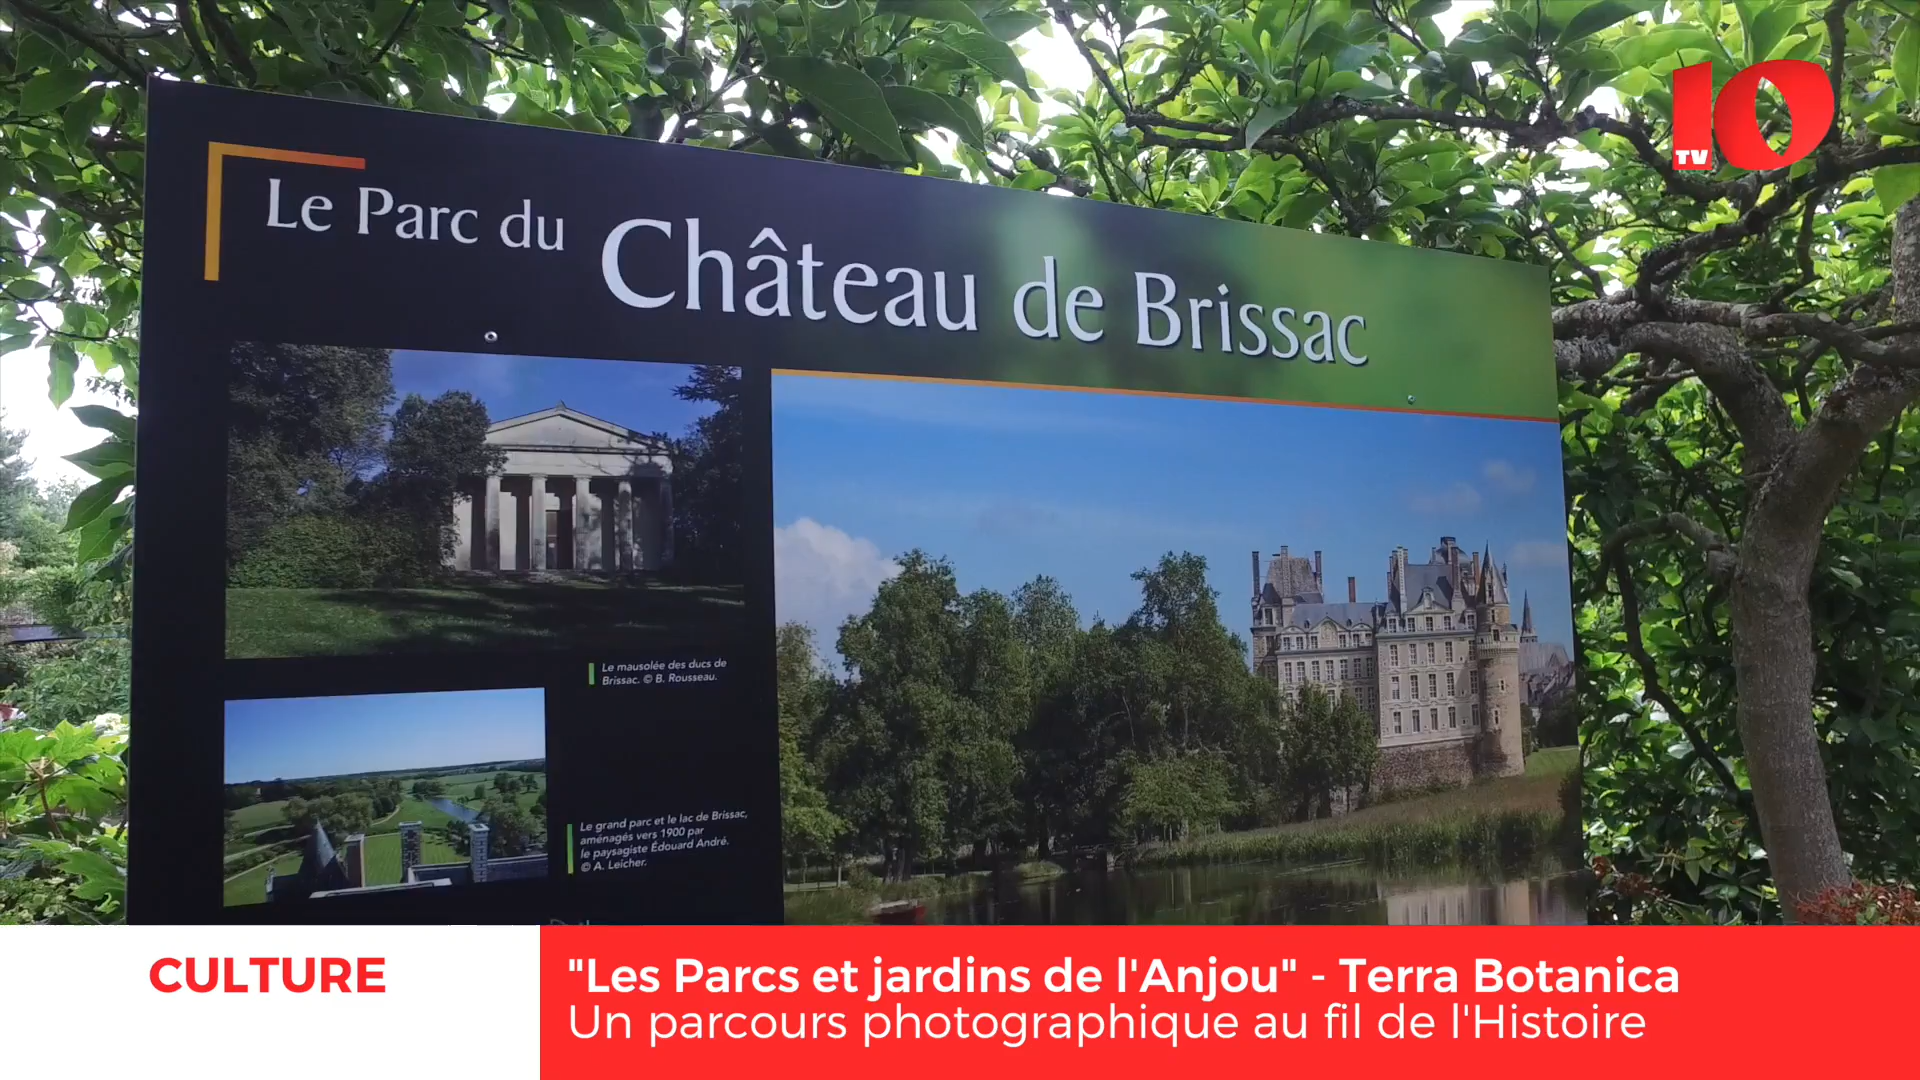 TV10
Le Parc du Château de Brissac
Le mausolée des ducs de
Brissac. © B. Rousseau.
Le grand parc et le lac de Brissac,
aménagés vers 1900 par
le paysagiste Édouard André.
© A. Leicher.
CULTURE
"Les Parcs et jardins de l'Anjou" - Terra Botanica
Un parcours photographique au fil de l'Histoire